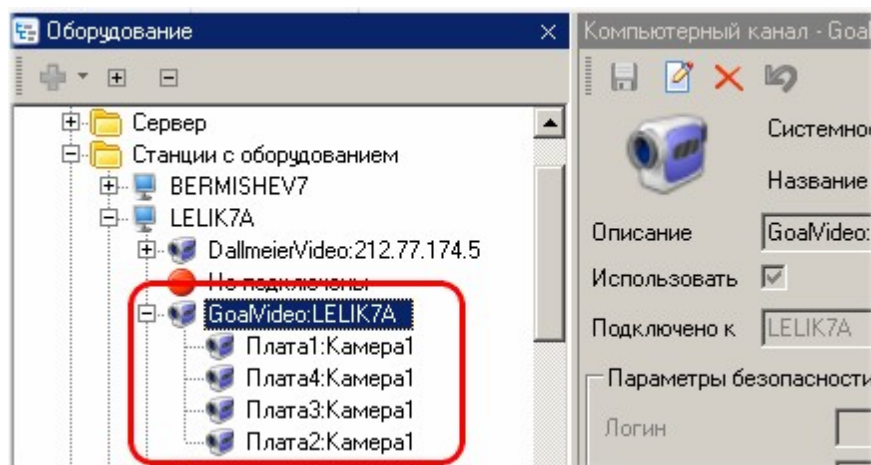 Оборудование
Сервер
Станции с оборудованием
BERMISHEV7
LELIK7A
DallmeierVideo:212.77.174.5
Не подключены
GoalVideo:LELIK7A
Плата1:Камера1
Плата4:Камера1
Плата3:Камера1
Плата2:Камера1
Компьютерный канал - Goal
Системное
Название
Описание
GoalVideo:
Использовать
Подключено к
LELIK7A
Параметры безопасности
Логин